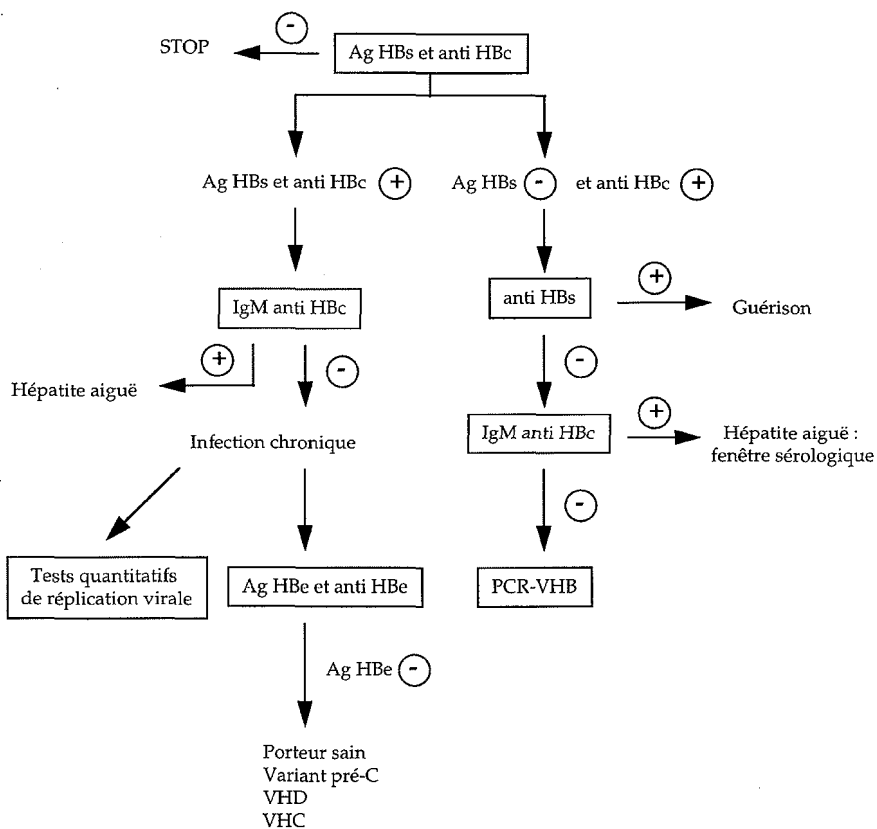 STOP
-
Ag HBs et anti HBc
Ag HBs et anti HBc +
Ag HBs - et anti HBc +
IgM anti HBc
anti HBs
+
Guérison
+
-
-
Hépatite aiguë
IgM anti HBc
+
Hépatite aiguë :
fenêtre sérologique
Infection chronique
-
Tests quantitatifs
de réplication virale
Ag HBe et anti HBe
PCR-VHB
Ag HBe -
Porteur sain
Variant pré-C
VHD
VHC